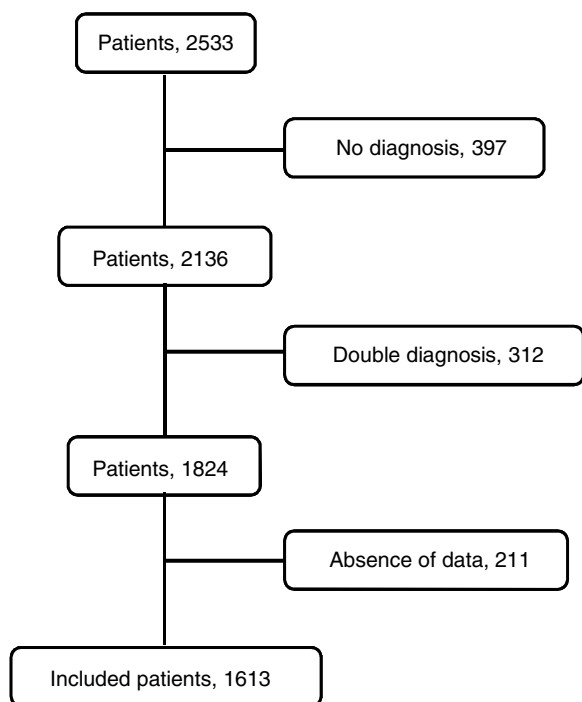 Patients, 2533
No diagnosis, 397
Patients, 2136
Double diagnosis, 312
Patients, 1824
Absence of data, 211
Included patients, 1613